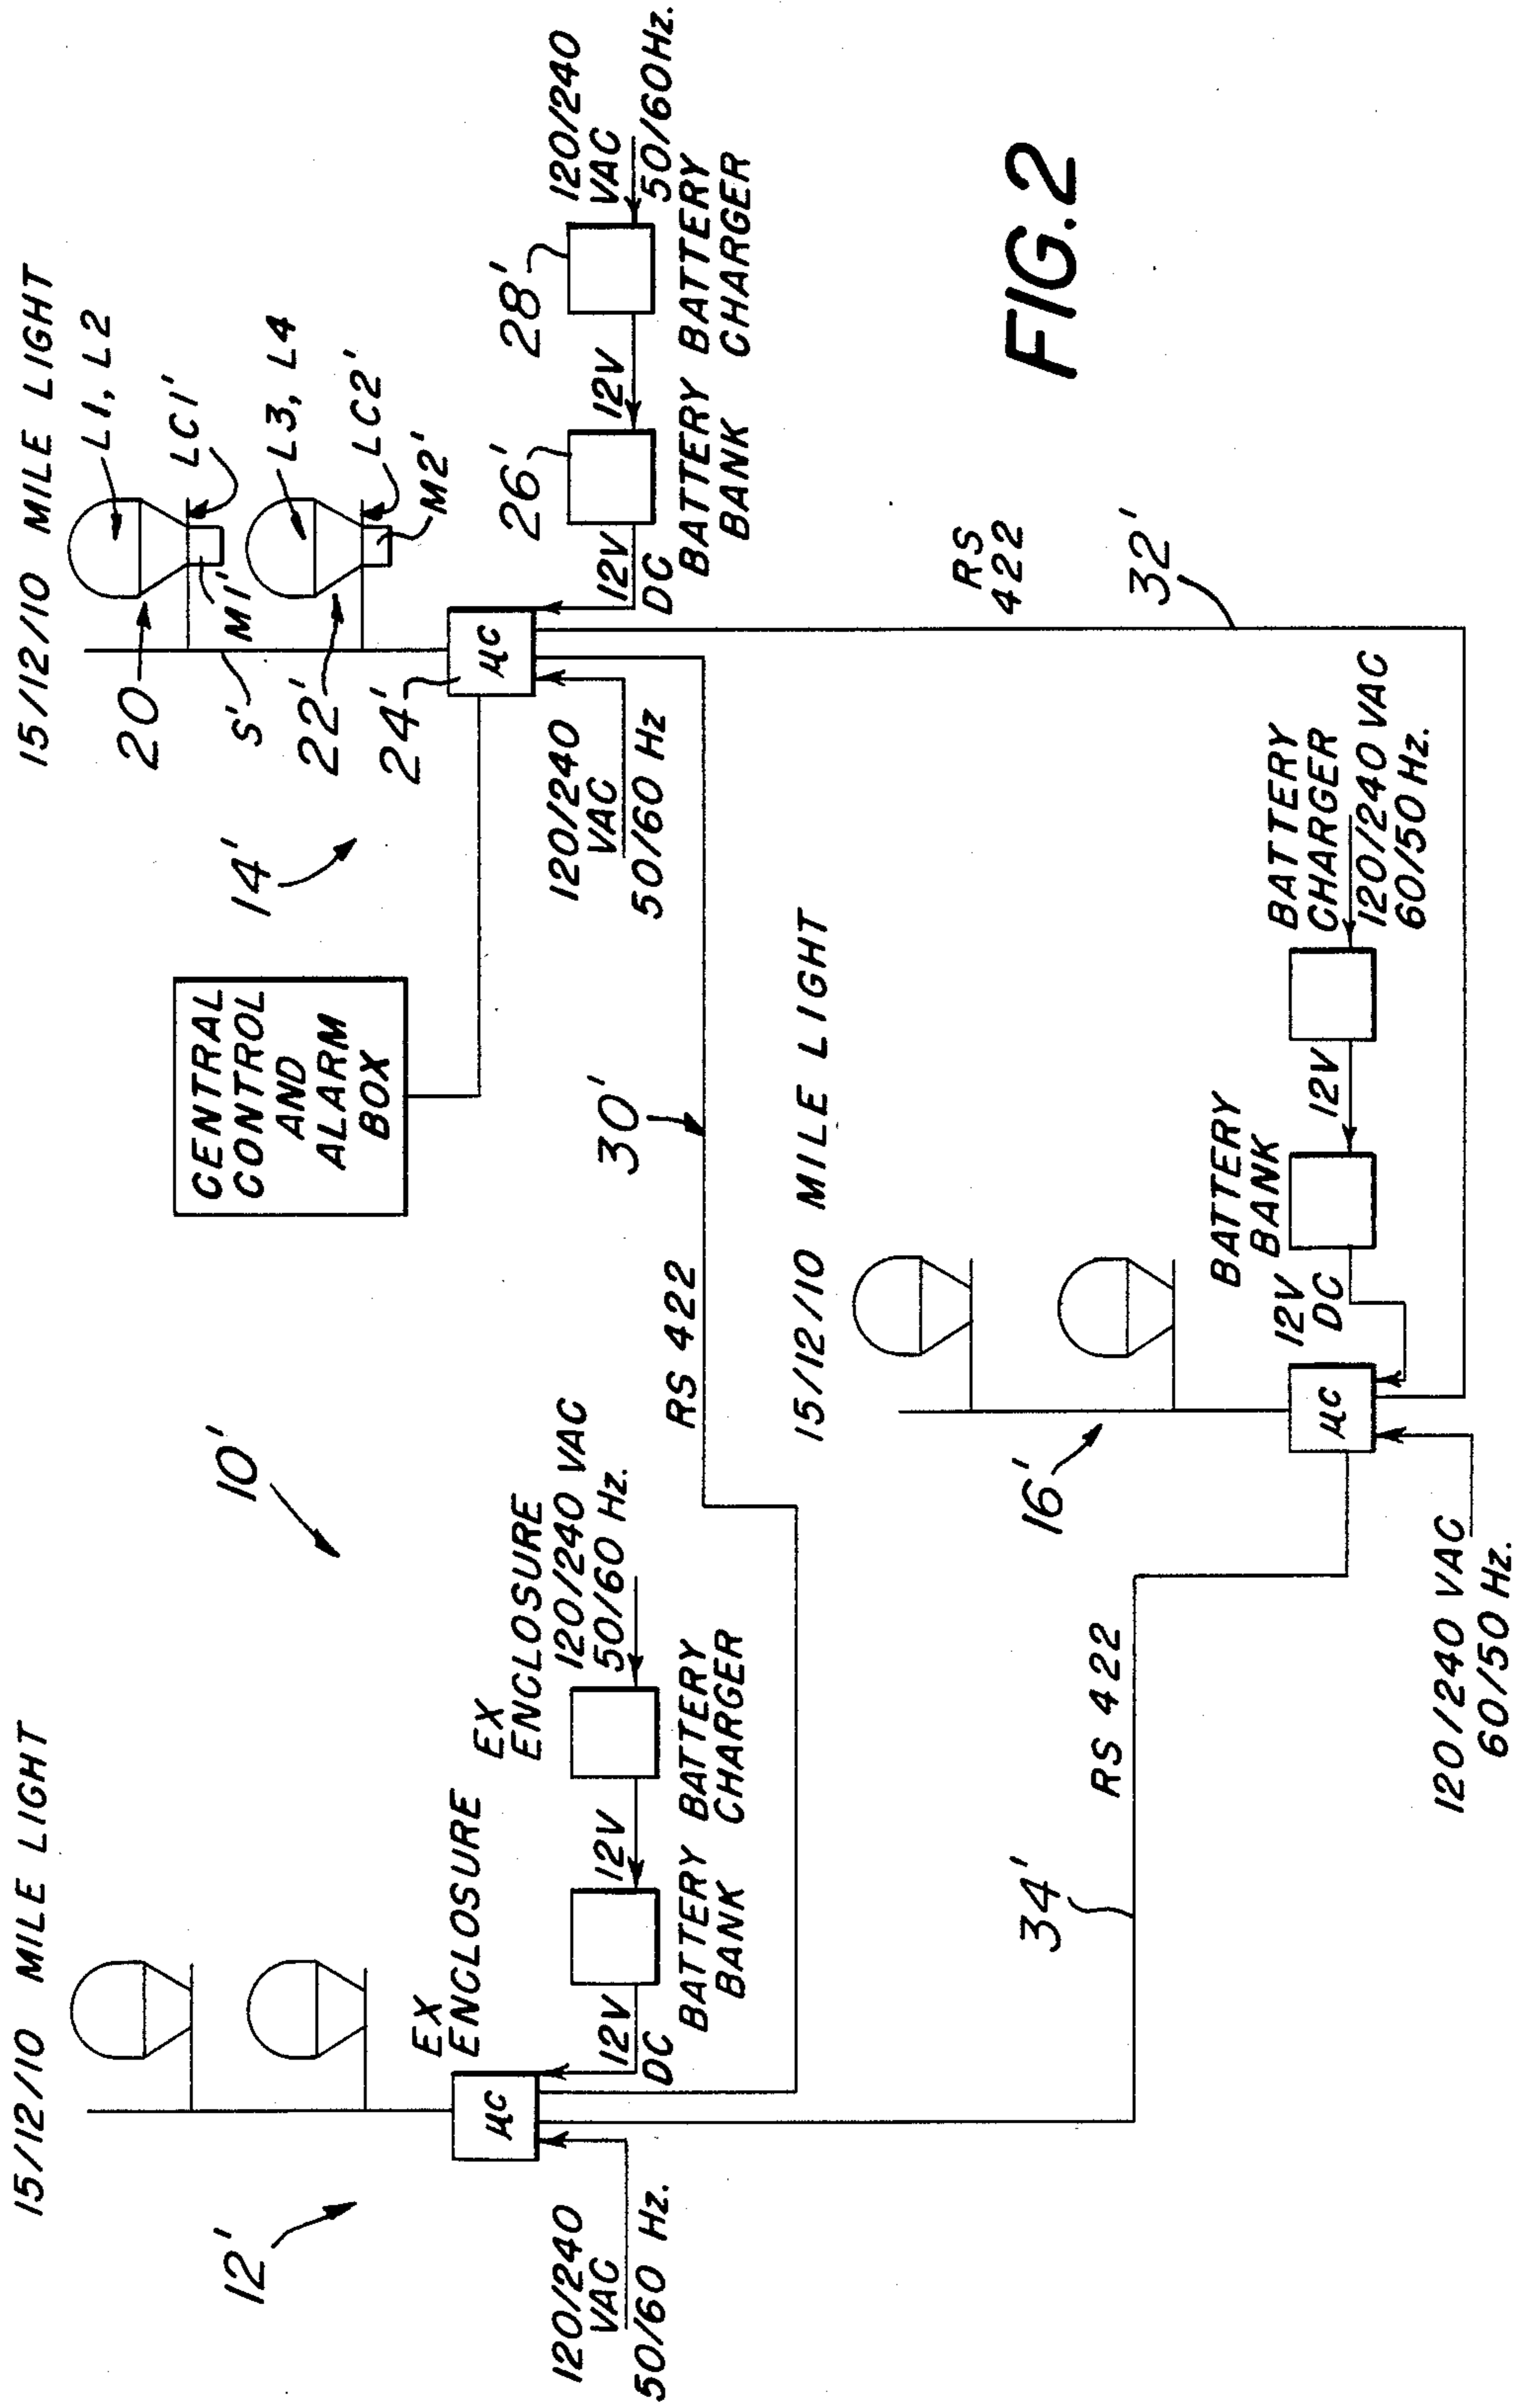 15/12/10 MILE LIGHT
12'
EX
ENCLOSURE
EX
ENCLOSURE
μC
120/240
VAC
50/60 Hz.
12V
DC
12V
120/240 VAC
50/60 Hz.
BATTERY
BANK
BATTERY
CHARGER
10'
CENTRAL
CONTROL
AND
ALARM
BOX
15/12/10 MILE LIGHT
L1, L2
LC1'
20
M1'
S'
L3, L4
LC2'
22'
M2'
14'
24'
μC
26'
28'
120/240
VAC
50/60 Hz
12V
DC
12V
120/240
VAC
50/60Hz.
BATTERY
BANK
BATTERY
CHARGER
30'
RS 422
RS
422
32'
15/12/10 MILE LIGHT
16'
μC
BATTERY
BANK
BATTERY
CHARGER
12V
DC
12V
120/240 VAC
60/50 Hz.
34'
RS 422
120/240 VAC
60/50 Hz.
FIG.2